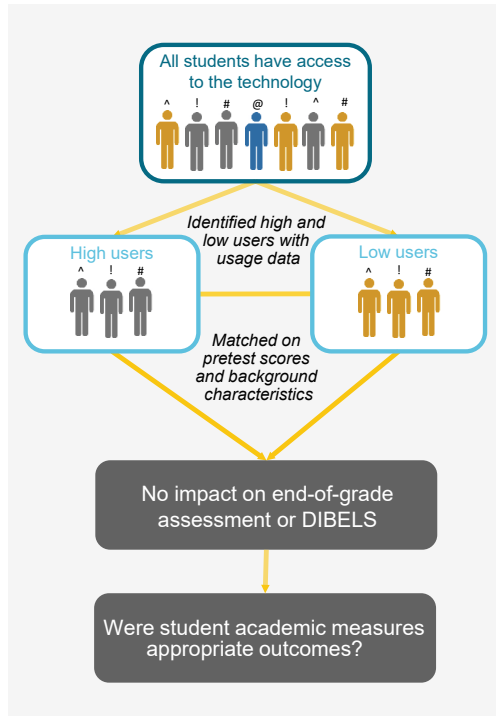 All students have access
to the technology
^ ! # @ ! ^ #
Identified high and
low users with
usage data
High users
^ ! #
Low users
^ ! #
Matched on
pretest scores
and background
characteristics
No impact on end-of-grade
assessment or DIBELS
Were student academic measures
appropriate outcomes?